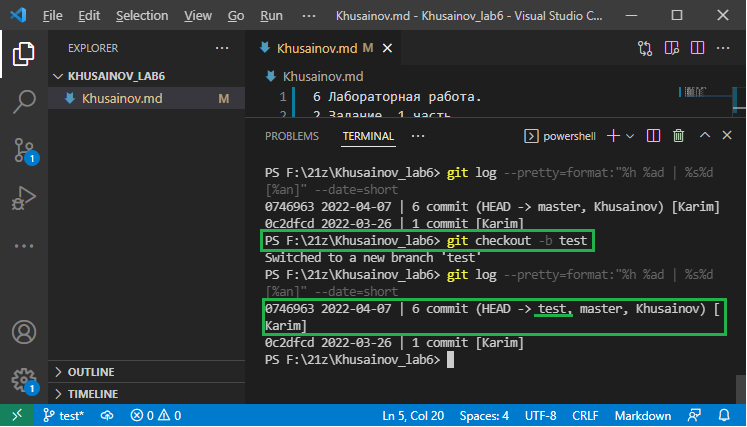 File Edit Selection View Go Run ··· Khusainov.md - Khusainov_lab6 - Visual Studio C...
EXPLORER
KHUSAINOV_LAB6
Khusainov.md M
OUTLINE
TIMELINE
Khusainov.md M
Khusainov.md
1 6 Лабораторная работа.
2 2 Задание. 1 часть
PROBLEMS TERMINAL ··· powershell
PS F:\21z\Khusainov_lab6> git log --pretty=format:"%h %ad | %s%d
[%an]" --date=short
0746963 2022-04-07 | 6 commit (HEAD -> master, Khusainov) [Karim]
0c2dfcd 2022-03-26 | 1 commit [Karim]
PS F:\21z\Khusainov_lab6> git checkout -b test
Switched to a new branch 'test'
PS F:\21z\Khusainov_lab6> git log --pretty=format:"%h %ad | %s%d
[%an]" --date=short
0746963 2022-04-07 | 6 commit (HEAD -> test, master, Khusainov) [
Karim]
0c2dfcd 2022-03-26 | 1 commit [Karim]
PS F:\21z\Khusainov_lab6>
1
1
test* 0 0 Ln 5, Col 20 Spaces: 4 UTF-8 CRLF Markdown